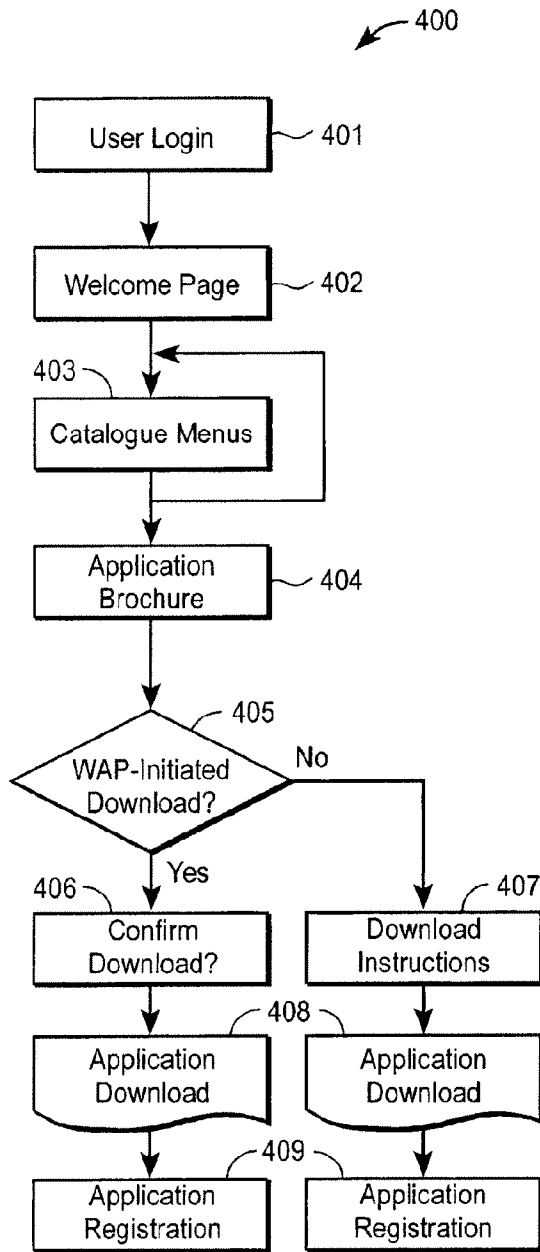 400
User Login
401
Welcome Page
402
403
Catalogue Menus
Application
Brochure
404
405
WAP-Initiated
Download?
No
Yes
406
Confirm
Download?
407
Download
Instructions
408
Application
Download
Application
Download
409
Application
Registration
Application
Registration